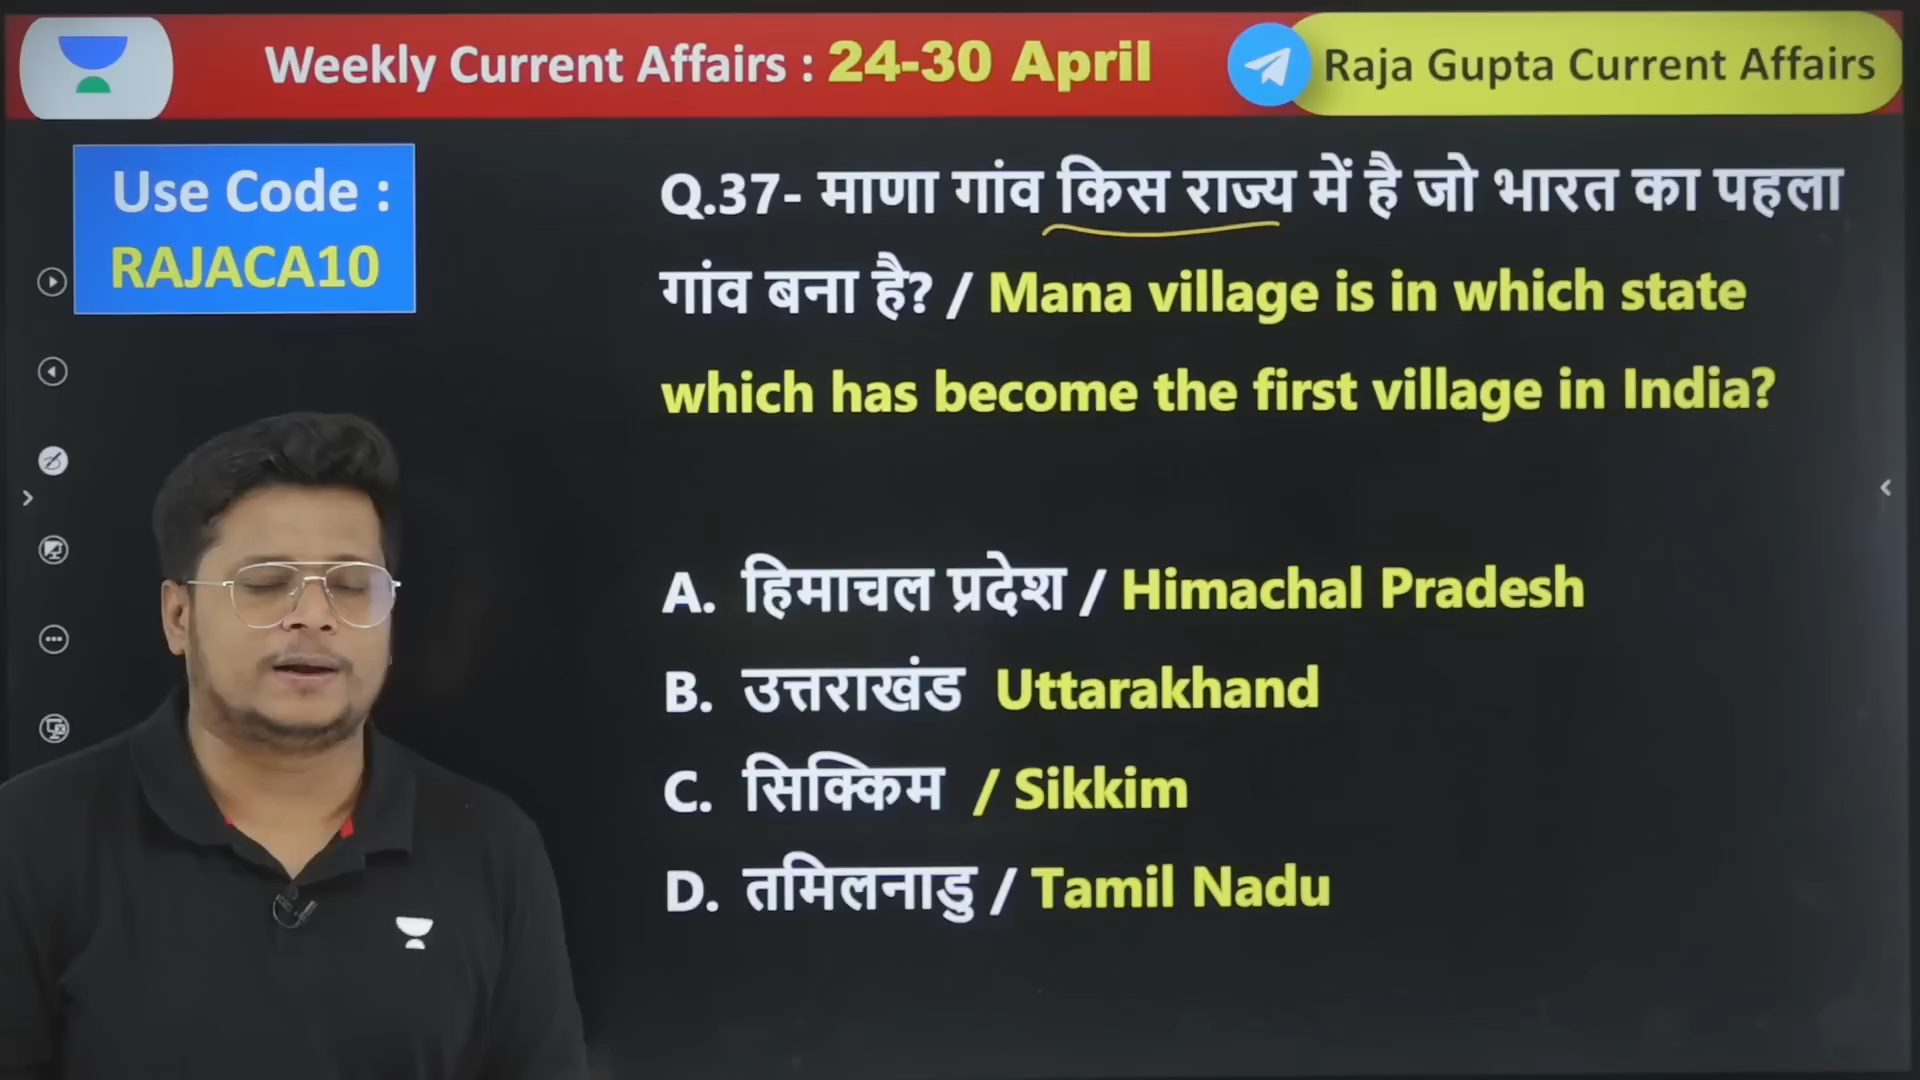 Weekly Current Affairs : 24-30 April
Raja Gupta Current Affairs
Use Code :
RAJACA10
Q.37- माणा गांव किस राज्य में है जो भारत का पहला
गांव बना है? / Mana village is in which state
which has become the first village in India?
A. हिमाचल प्रदेश / Himachal Pradesh
B. उत्तराखंड Uttarakhand
C. सिक्किम / Sikkim
D. तमिलनाडु / Tamil Nadu